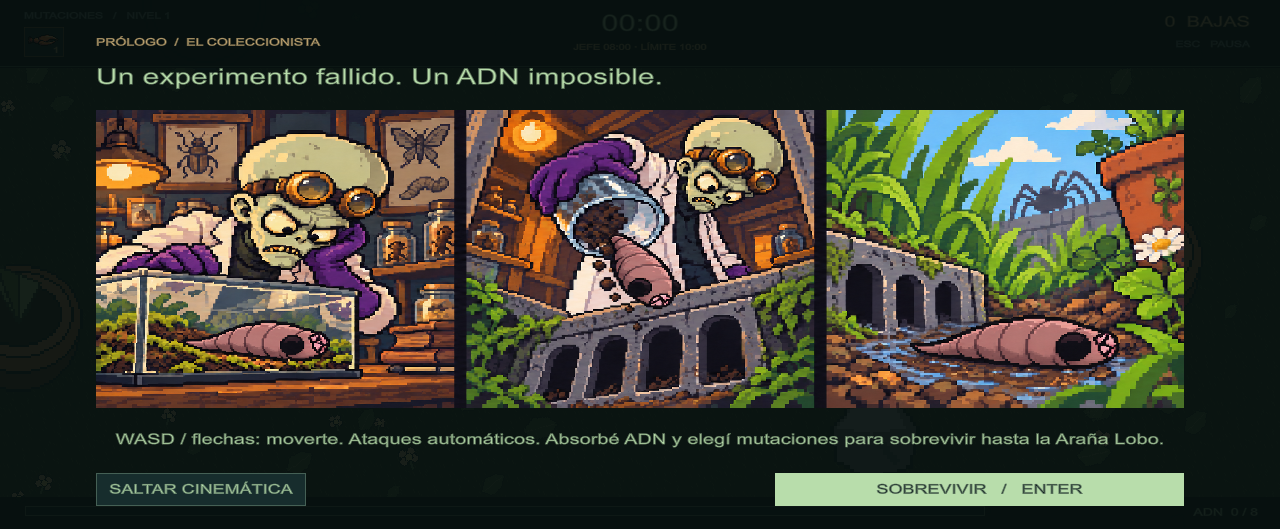 MUTACIONES / NIVEL 1
00:00
0 BAJAS
PRÓLOGO / EL COLECCIONISTA
JEFE 08:00 · LÍMITE 10:00
ESC PAUSA
Un experimento fallido. Un ADN imposible.
WASD / flechas: moverte. Ataques automáticos. Absorbé ADN y elegí mutaciones para sobrevivir hasta la Araña Lobo.
SALTAR CINEMÁTICA
SOBREVIVIR / ENTER
ADN 0 / 8